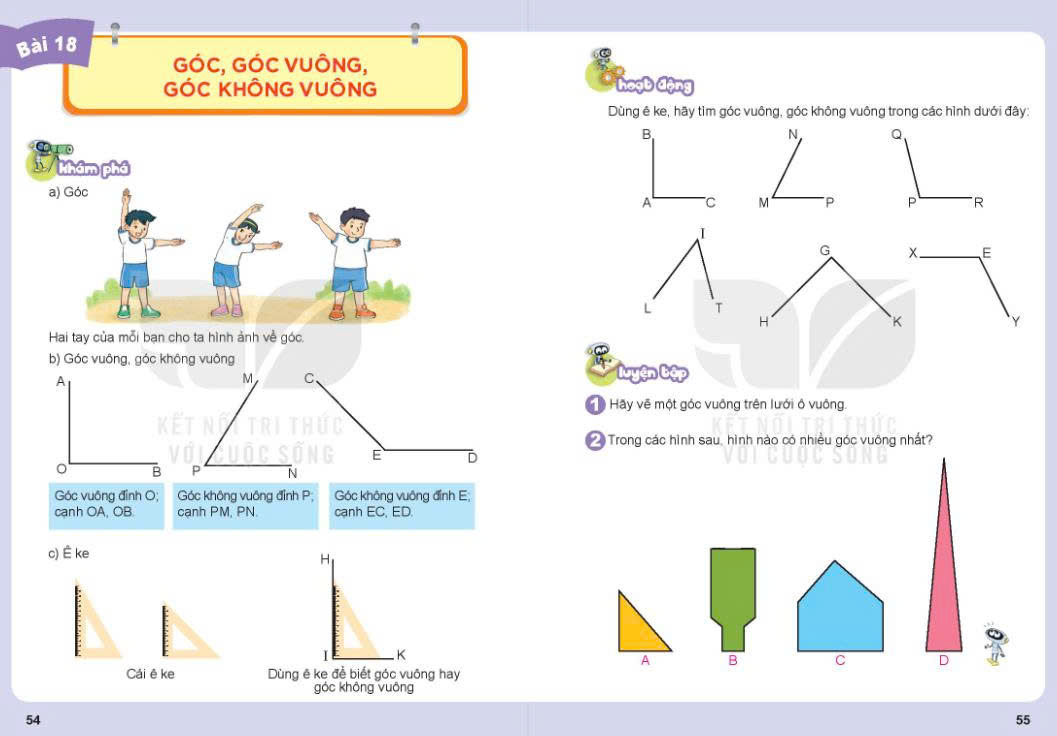 Bài 18
GÓC, GÓC VUÔNG,
GÓC KHÔNG VUÔNG
khám phá
a) Góc
Hai tay của mỗi bạn cho ta hình ảnh về góc.
b) Góc vuông, góc không vuông
A
O
B
M
P
N
C
E
D
Góc vuông đỉnh O;
cạnh OA, OB.
Góc không vuông đỉnh P;
cạnh PM, PN.
Góc không vuông đỉnh E;
cạnh EC, ED.
c) Ê ke
H
I
K
Cái ê ke
Dùng ê ke để biết góc vuông hay
góc không vuông
54
hoạt động
Dùng ê ke, hãy tìm góc vuông, góc không vuông trong các hình dưới đây:
B
A
C
N
M
P
Q
P
R
I
L
T
G
H
K
X
E
Y
luyện tập
1 Hãy vẽ một góc vuông trên lưới ô vuông.
2 Trong các hình sau, hình nào có nhiều góc vuông nhất?
A
B
C
D
55
KẾT NỐI TRI THỨC
VỚI CUỘC SỐNG
KẾT NỐI TRI THỨC
VỚI CUỘC SỐNG